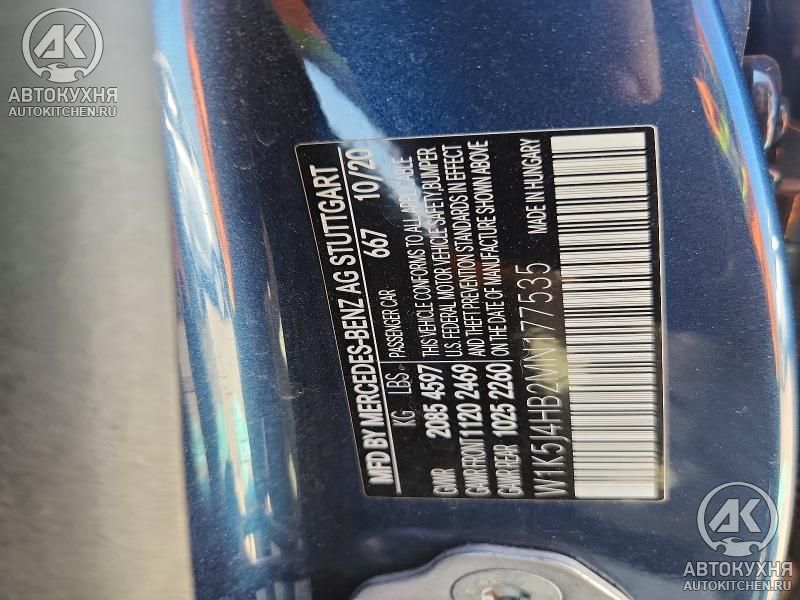 AK
АВТОКУХНЯ
AUTOKITCHEN.RU
MFD BY MERCEDES-BENZ AG STUTTGART
KG LBS 667 10/20
GVWR 2085 4597 PASSENGER CAR
GAWR FRONT 1120 2469 THIS VEHICLE CONFORMS TO ALL APPLICABLE
GAWR REAR 1025 2260 U.S. FEDERAL MOTOR VEHICLE SAFETY, BUMPER
AND THEFT PREVENTION STANDARDS IN EFFECT
ON THE DATE OF MANUFACTURE SHOWN ABOVE
W1K5J4HB2MN177535 MADE IN HUNGARY
AK
АВТОКУХНЯ
AUTOKITCHEN.RU